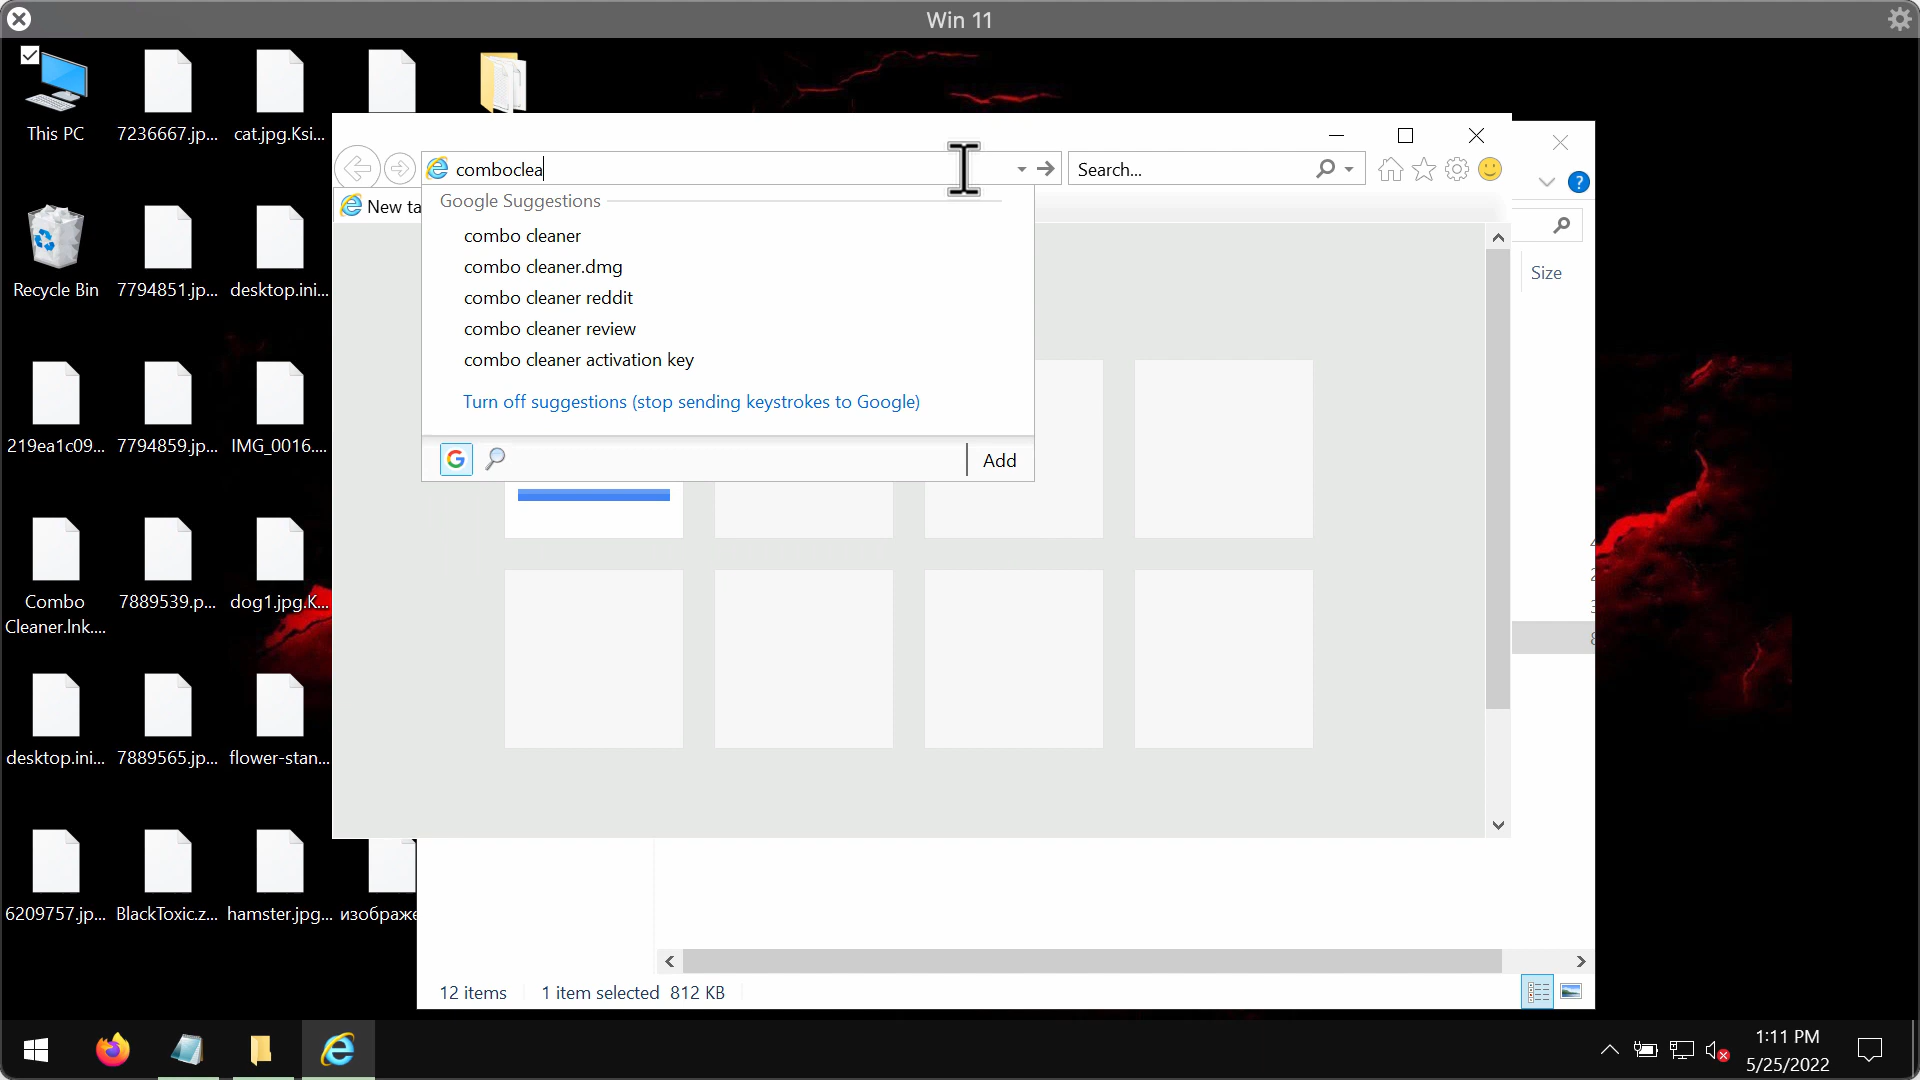 Win 11
This PC
7236667.jp...
cat.jpg.Ksi...
combоclea
Search...
New ta
Google Suggestions
combo cleaner
combo cleaner.dmg
combo cleaner reddit
combo cleaner review
combo cleaner activation key
Turn off suggestions (stop sending keystrokes to Google)
Add
Size
Recycle Bin
7794851.jp...
desktop.ini...
219ea1c09...
7794859.jp...
IMG_0016....
Combo
Cleaner.lnk....
7889539.p...
dog1.jpg.K...
desktop.ini...
7889565.jp...
flower-stan...
6209757.jp...
BlackToxic.z...
hamster.jpg...
изображе
12 items
1 item selected 812 KB
1:11 PM
5/25/2022